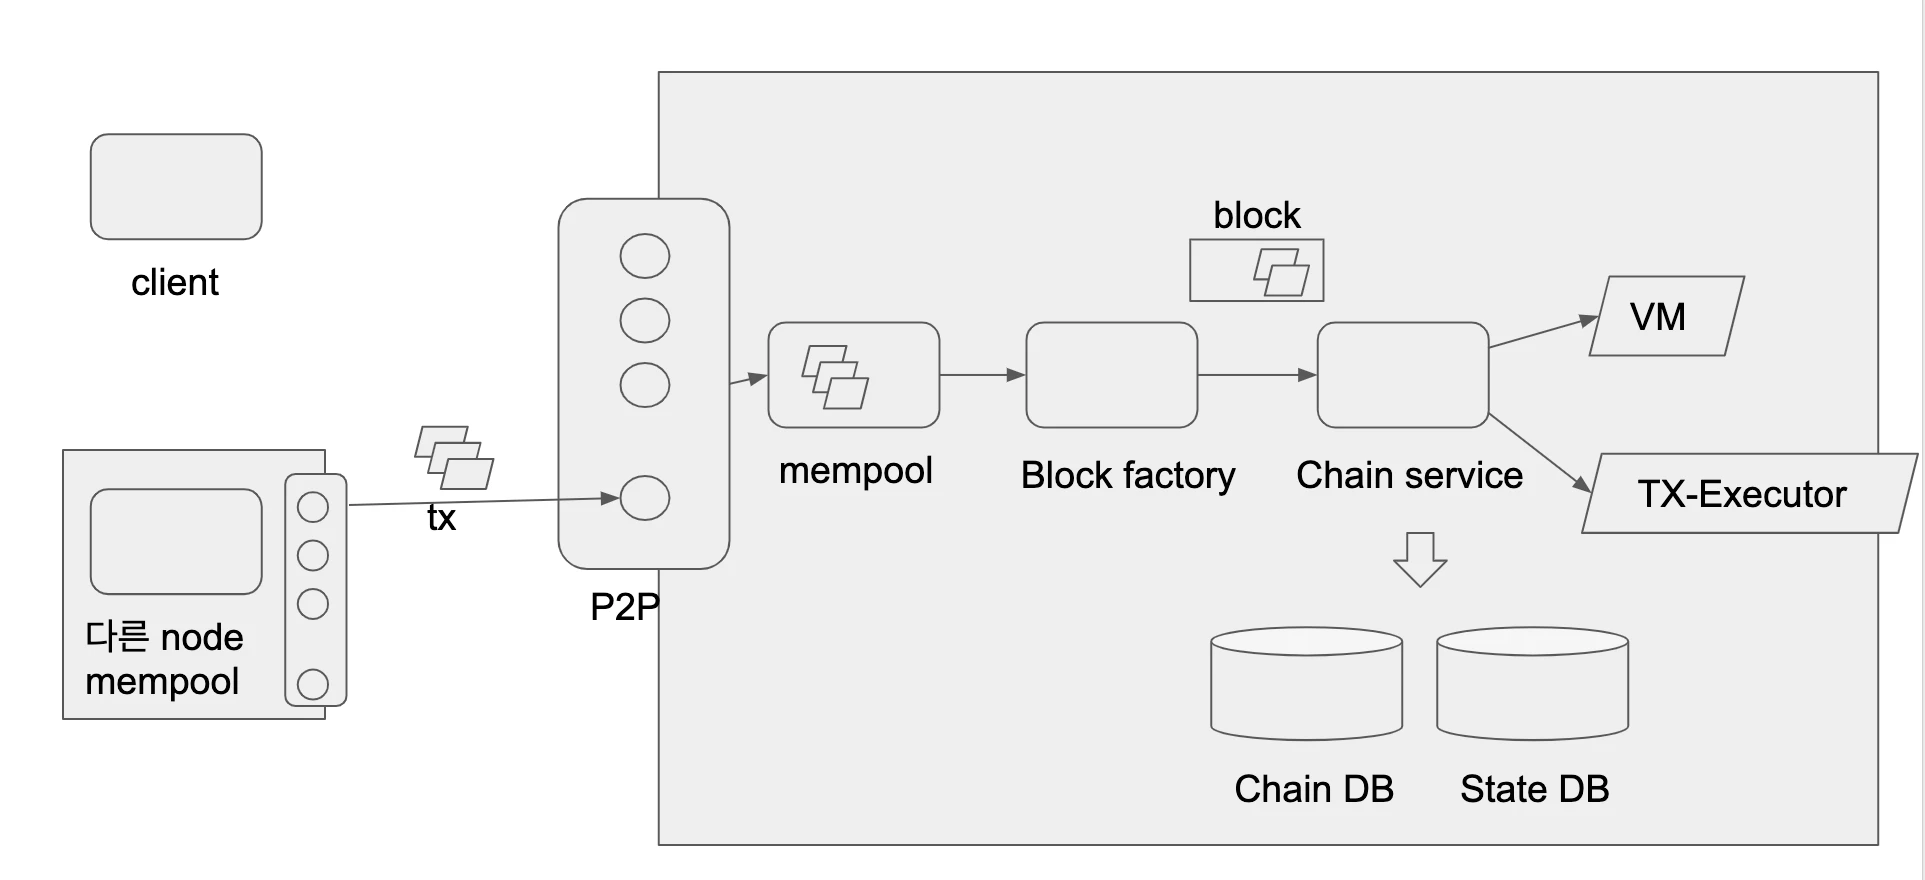 client
다른 node
mempool
tx
P2P
mempool
Block factory
block
Chain service
VM
TX-Executor
Chain DB
State DB